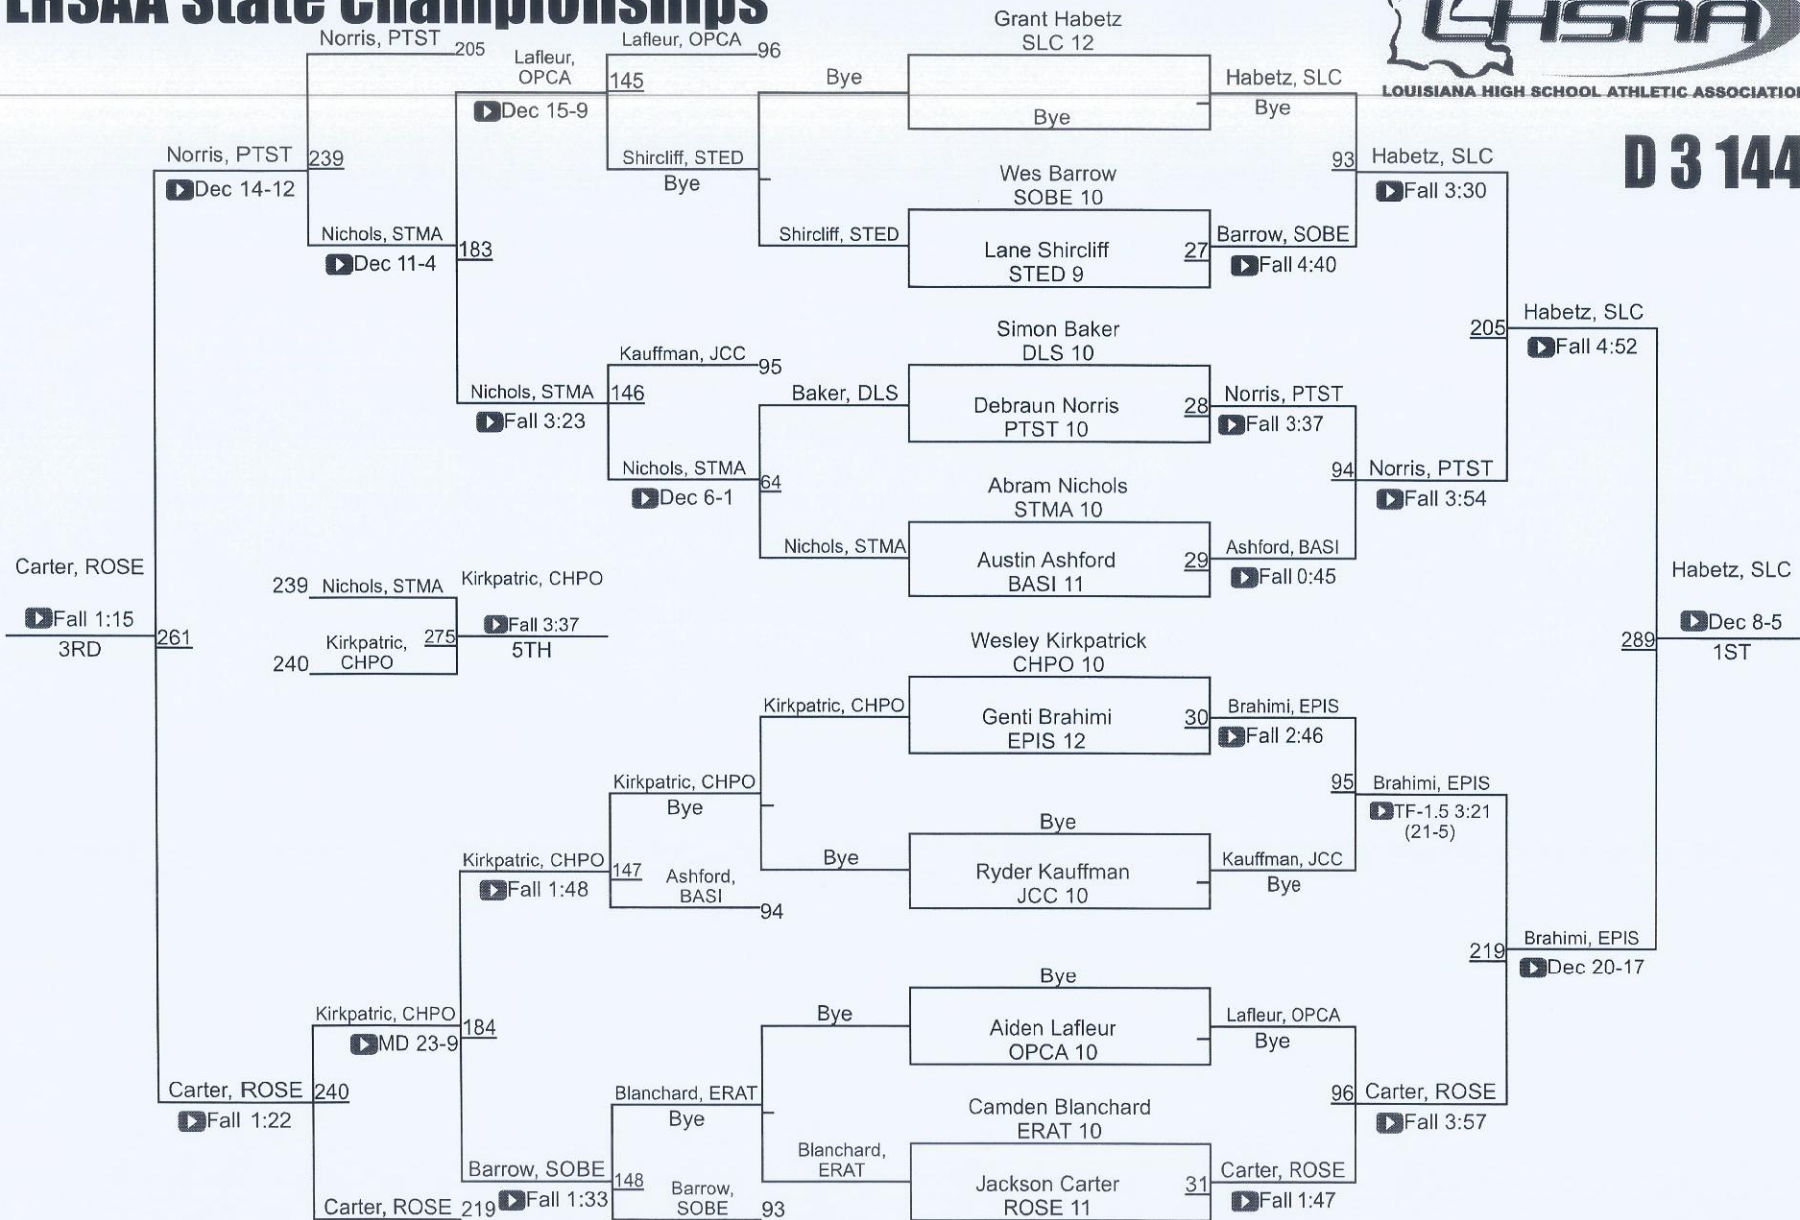 LHSAA State Championships
LHSAA
LOUISIANA HIGH SCHOOL ATHLETIC ASSOCIATION
D 3 144
Norris, PTST
205
Lafleur,
OPCA
Dec 15-9
Lafleur, OPCA
96
145
Shircliff, STED
Bye
Norris, PTST
239
Dec 14-12
Nichols, STMA
183
Dec 11-4
Kauffman, JCC
95
Nichols, STMA
146
Fall 3:23
Nichols, STMA
64
Dec 6-1
Bye
Shircliff, STED
Baker, DLS
Nichols, STMA
Grant Habetz
SLC 12
Bye
Habetz, SLC
Bye
Wes Barrow
SOBE 10
Lane Shircliff
STED 9
27
Barrow, SOBE
Fall 4:40
93
Habetz, SLC
Fall 3:30
Simon Baker
DLS 10
Debraun Norris
PTST 10
28
Norris, PTST
Fall 3:37
Abram Nichols
STMA 10
Austin Ashford
BASI 11
29
Ashford, BASI
Fall 0:45
94
Norris, PTST
Fall 3:54
205
Habetz, SLC
Fall 4:52
Carter, ROSE
Fall 1:15
3RD
261
239
Nichols, STMA
240
Kirkpatric,
CHPO
275
Kirkpatric, CHPO
Fall 3:37
5TH
289
Habetz, SLC
Dec 8-5
1ST
Wesley Kirkpatrick
CHPO 10
Genti Brahimi
EPIS 12
30
Brahimi, EPIS
Fall 2:46
Kirkpatric, CHPO
Kirkpatric, CHPO
Bye
Bye
Bye
Ryder Kauffman
JCC 10
Kauffman, JCC
Bye
95
Brahimi, EPIS
TF-1.5 3:21
(21-5)
Kirkpatric, CHPO
147
Fall 1:48
Ashford,
BASI
94
219
Brahimi, EPIS
Dec 20-17
Bye
Aiden Lafleur
OPCA 10
Lafleur, OPCA
Bye
Bye
Kirkpatric, CHPO
184
MD 23-9
Carter, ROSE
240
Fall 1:22
Blanchard, ERAT
Bye
Camden Blanchard
ERAT 10
Jackson Carter
ROSE 11
31
Carter, ROSE
Fall 1:47
96
Carter, ROSE
Fall 3:57
Blanchard,
ERAT
Barrow, SOBE
148
Fall 1:33
Barrow,
SOBE
93
Carter, ROSE
219